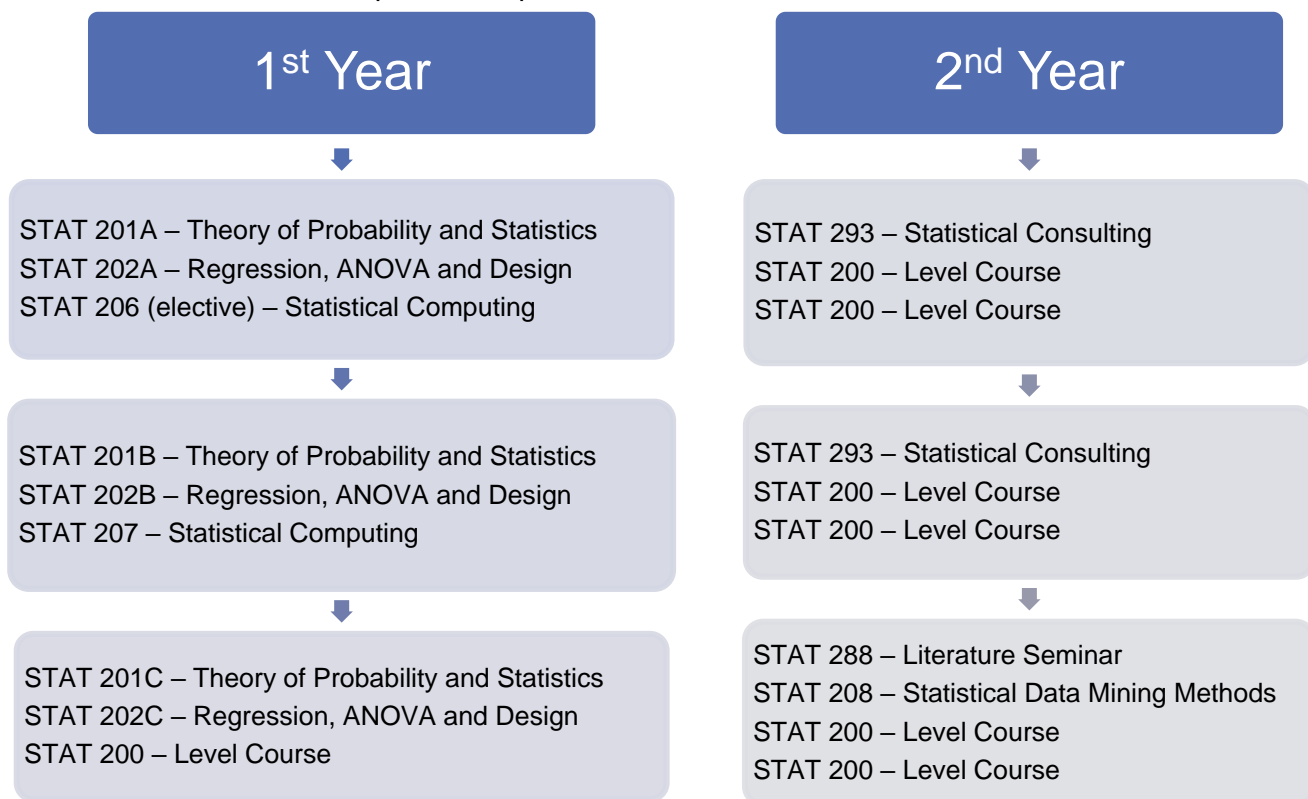 1st Year
STAT 201A – Theory of Probability and Statistics
STAT 202A – Regression, ANOVA and Design
STAT 206 (elective) – Statistical Computing
STAT 201B – Theory of Probability and Statistics
STAT 202B – Regression, ANOVA and Design
STAT 207 – Statistical Computing
STAT 201C – Theory of Probability and Statistics
STAT 202C – Regression, ANOVA and Design
STAT 200 – Level Course
2nd Year
STAT 293 – Statistical Consulting
STAT 200 – Level Course
STAT 200 – Level Course
STAT 293 – Statistical Consulting
STAT 200 – Level Course
STAT 200 – Level Course
STAT 288 – Literature Seminar
STAT 208 – Statistical Data Mining Methods
STAT 200 – Level Course
STAT 200 – Level Course